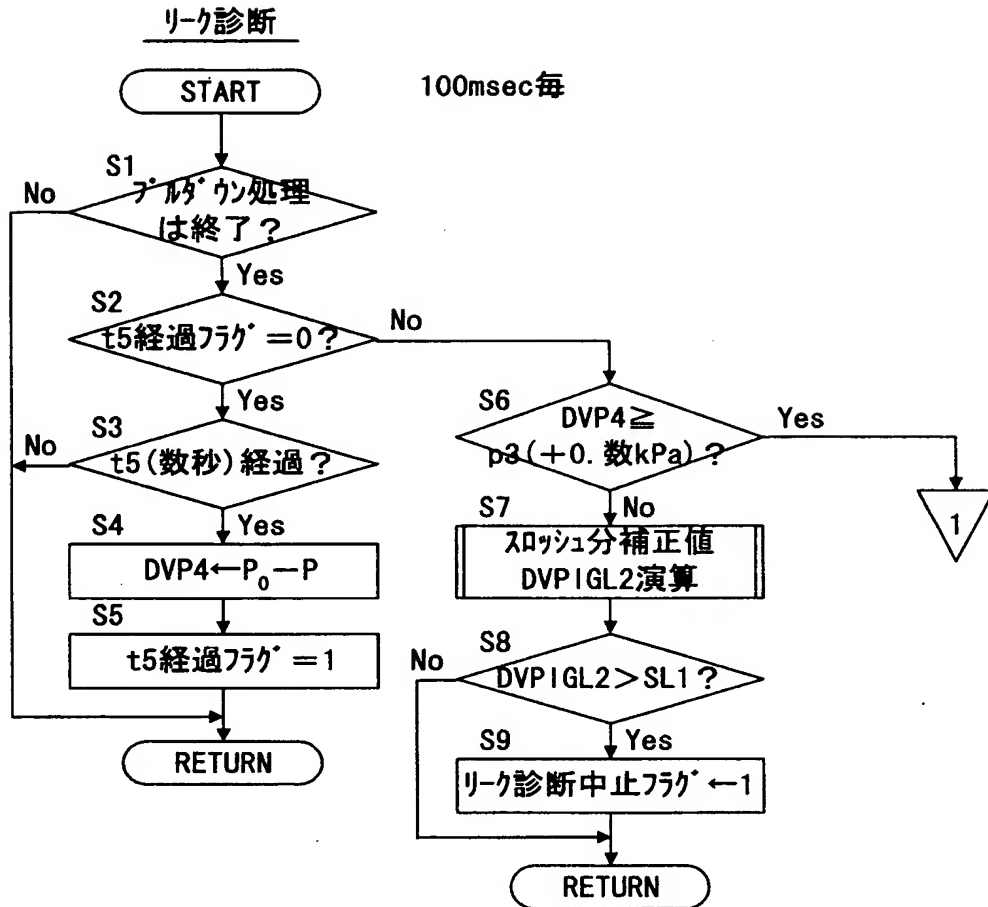 リーク診断
START
100msec毎
S1
No
プルダウン処理
は終了？
Yes
S2
No
t5経過フラグ＝0？
Yes
S3
No
t5(数秒)経過？
Yes
S4
DVP4←P₀－P
S5
t5経過フラグ＝1
RETURN
S6
DVP4≧
p3(＋0.数kPa)？
Yes
1
No
S7
スロッシュ分補正値
DVPIGL2演算
S8
No
DVPIGL2＞SL1？
Yes
S9
リーク診断中止フラグ←1
RETURN